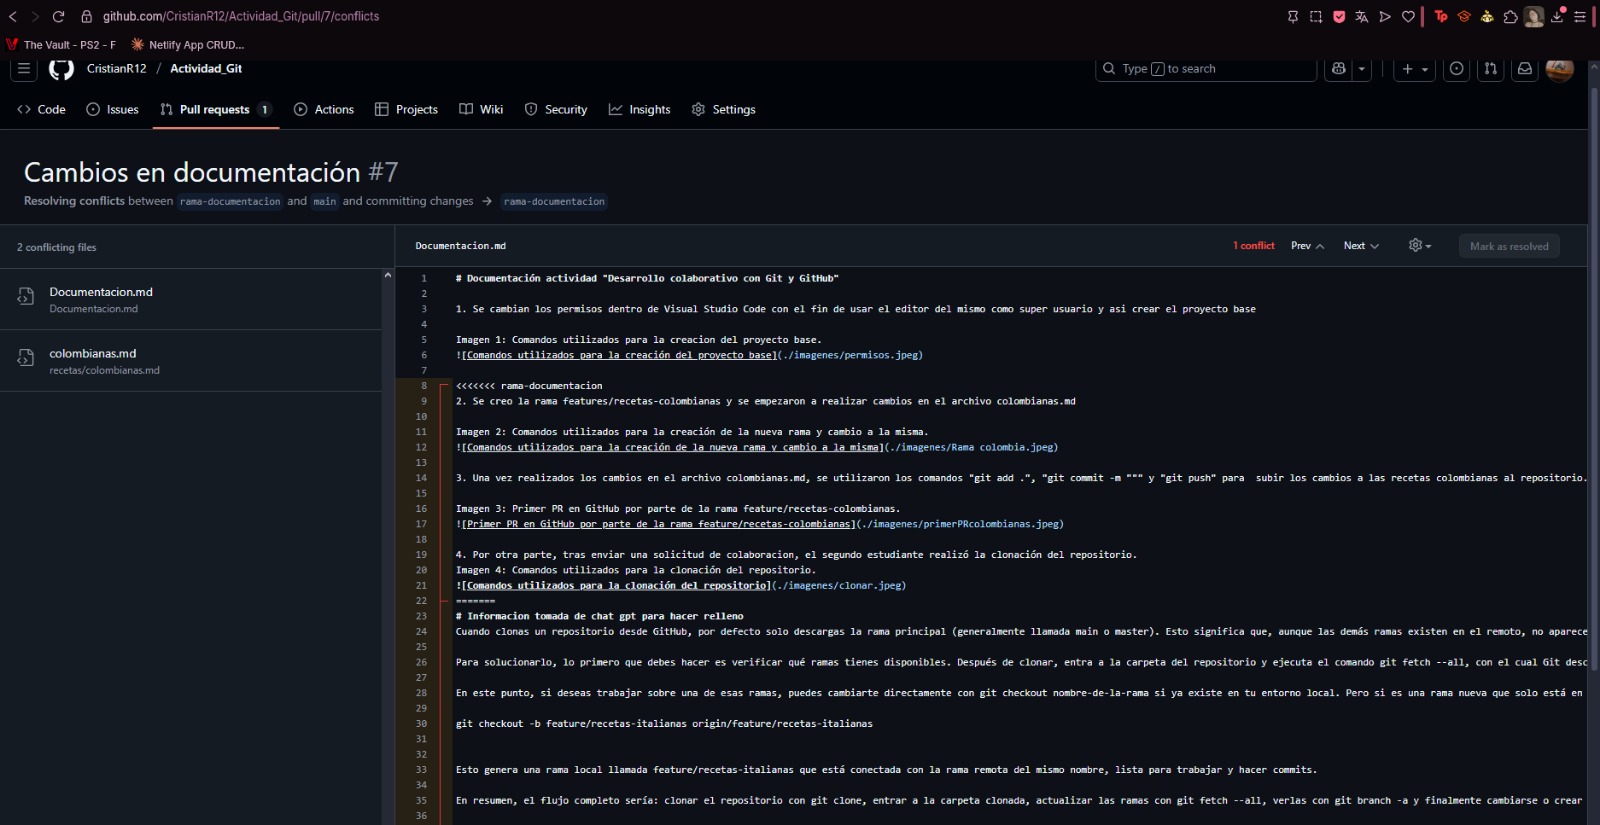 github.com/CristianR12/Actividad_Git/pull/7/conflicts
The Vault - PS2 - F
Netlify App CRUD...
CristianR12 / Actividad_Git
Type / to search
Code
Issues
Pull requests 1
Actions
Projects
Wiki
Security
Insights
Settings
Cambios en documentación #7
Resolving conflicts between rama-documentacion and main and committing changes → rama-documentacion
2 conflicting files
Documentacion.md
Documentacion.md
colombianas.md
recetas/colombianas.md
Documentacion.md
1 conflict
Prev
Next
Mark as resolved
1 # Documentación actividad "Desarrollo colaborativo con Git y GitHub"
2
3 1. Se cambian los permisos dentro de Visual Studio Code con el fin de usar el editor del mismo como super usuario y asi crear el proyecto base
4
5 Imagen 1: Comandos utilizados para la creacion del proyecto base.
6 ![Comandos utilizados para la creación del proyecto base](./imagenes/permisos.jpeg)
7
8 <<<<<<< rama-documentacion
9 2. Se creo la rama features/recetas-colombianas y se empezaron a realizar cambios en el archivo colombianas.md
10
11 Imagen 2: Comandos utilizados para la creación de la nueva rama y cambio a la misma.
12 ![Comandos utilizados para la creación de la nueva rama y cambio a la misma](./imagenes/Rama colombia.jpeg)
13
14 3. Una vez realizados los cambios en el archivo colombianas.md, se utilizaron los comandos "git add .", "git commit -m """ y "git push" para  subir los cambios a las recetas colombianas al repositorio.
15
16 Imagen 3: Primer PR en GitHub por parte de la rama feature/recetas-colombianas.
17 ![Primer PR en GitHub por parte de la rama feature/recetas-colombianas](./imagenes/primerPRcolombianas.jpeg)
18
19 4. Por otra parte, tras enviar una solicitud de colaboracion, el segundo estudiante realizó la clonación del repositorio.
20 Imagen 4: Comandos utilizados para la clonación del repositorio.
21 ![Comandos utilizados para la clonación del repositorio](./imagenes/clonar.jpeg)
22 =======
23 # Informacion tomada de chat gpt para hacer relleno
24 Cuando clonas un repositorio desde GitHub, por defecto solo descargas la rama principal (generalmente llamada main o master). Esto significa que, aunque las demás ramas existen en el remoto, no aparece
25
26 Para solucionarlo, lo primero que debes hacer es verificar qué ramas tienes disponibles. Después de clonar, entra a la carpeta del repositorio y ejecuta el comando git fetch --all, con el cual Git desc
27
28 En este punto, si deseas trabajar sobre una de esas ramas, puedes cambiarte directamente con git checkout nombre-de-la-rama si ya existe en tu entorno local. Pero si es una rama nueva que solo está en
29
30 git checkout -b feature/recetas-italianas origin/feature/recetas-italianas
31
32
33 Esto genera una rama local llamada feature/recetas-italianas que está conectada con la rama remota del mismo nombre, lista para trabajar y hacer commits.
34
35 En resumen, el flujo completo sería: clonar el repositorio con git clone, entrar a la carpeta clonada, actualizar las ramas con git fetch --all, verlas con git branch -a y finalmente cambiarse o crear
36